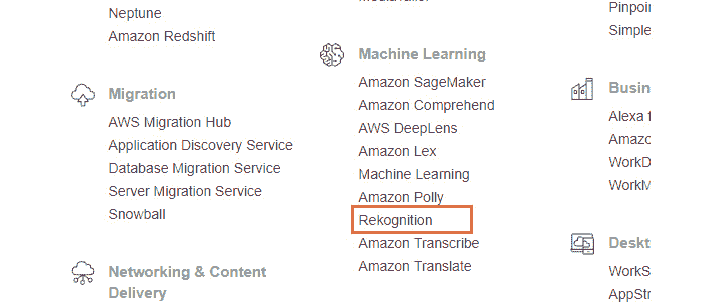 Neptune
Amazon Redshift
Migration
AWS Migration Hub
Application Discovery Service
Database Migration Service
Server Migration Service
Snowball
Networking & Content
Delivery
Machine Learning
Amazon SageMaker
Amazon Comprehend
AWS DeepLens
Amazon Lex
Machine Learning
Amazon Polly
Rekognition
Amazon Transcribe
Amazon Translate
Pinpoin
Simple
Busin
Alexa f
Amazo
WorkD
WorkM
Deskt
WorkS
AppStr